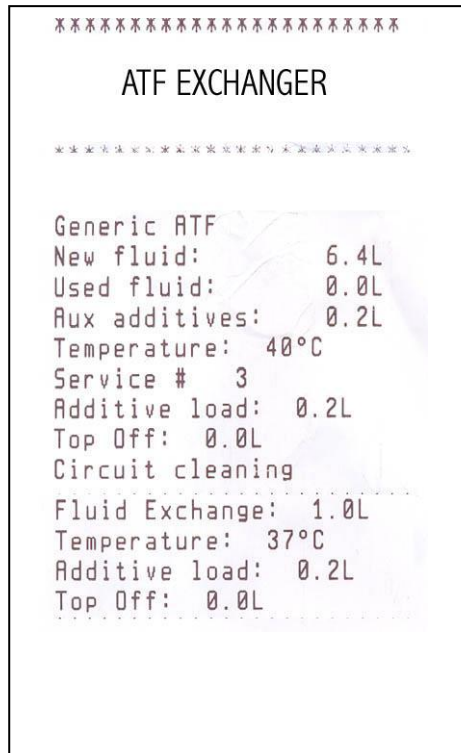 *********************** 
ATF EXCHANGER
************************
Generic ATF
New fluid: 6.4L
Used fluid: 0.0L
Aux additives: 0.2L
Temperature: 40°C
Service # 3
Additive load: 0.2L
Top Off: 0.0L
Circuit cleaning
Fluid Exchange: 1.0L
Temperature: 37°C
Additive load: 0.2L
Top Off: 0.0L